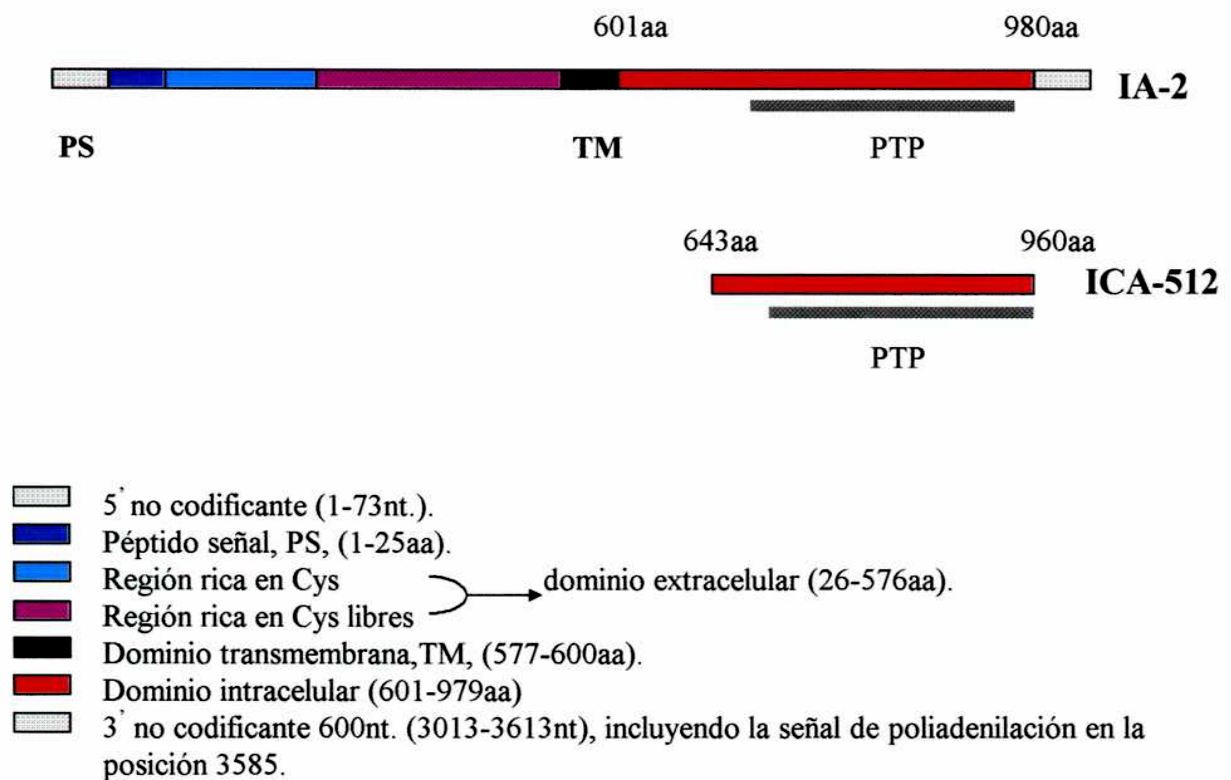 601aa 980aa
IA-2
PS TM PTP
643aa 960aa
ICA-512
PTP
5´ no codificante (1-73nt.).
Péptido señal, PS, (1-25aa).
Región rica en Cys
dominio extracelular (26-576aa).
Región rica en Cys libres
Dominio transmembrana,TM, (577-600aa).
Dominio intracelular (601-979aa)
3´ no codificante 600nt. (3013-3613nt), incluyendo la señal de poliadenilación en la
posición 3585.